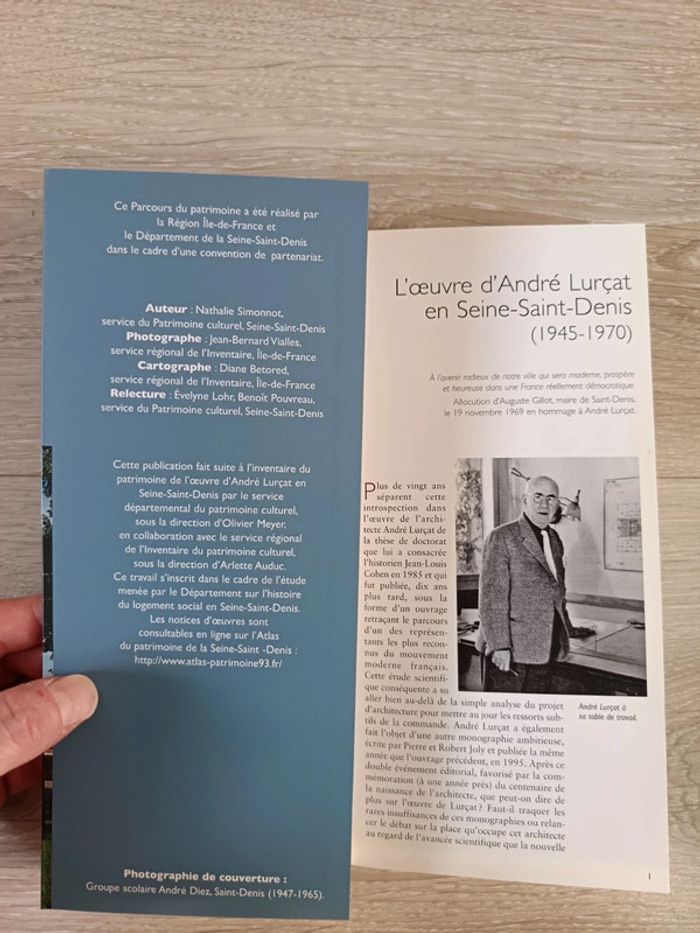 Ce Parcours du patrimoine a été réalisé par
la Région Île-de-France et
le Département de la Seine-Saint-Denis
dans le cadre d'une convention de partenariat.
Auteur : Nathalie Simonnot,
service du Patrimoine culturel, Seine-Saint-Denis
Photographe : Jean-Bernard Vialles,
service régional de l'Inventaire, Île-de-France
Cartographe : Diane Betored,
service régional de l'Inventaire, Île-de-France
Relecture : Évelyne Lohr, Benoît Pouvreau,
service du Patrimoine culturel, Seine-Saint-Denis
Cette publication fait suite à l'inventaire du
patrimoine de l'œuvre d'André Lurçat en
Seine-Saint-Denis par le service
départemental du patrimoine culturel,
sous la direction d'Olivier Meyer,
en collaboration avec le service régional
de l'Inventaire du patrimoine culturel,
sous la direction d'Arlette Auduc.
Ce travail s'inscrit dans le cadre de l'étude
menée par le Département sur l'histoire
du logement social en Seine-Saint-Denis.
Les notices d'œuvres sont
consultables en ligne sur l'Atlas
du patrimoine de la Seine-Saint -Denis :
http://www.atlas-patrimoine93.fr/
Photographie de couverture :
Groupe scolaire André Diez, Saint-Denis (1947-1965).
L'œuvre d'André Lurçat
en Seine-Saint-Denis
(1945-1970)
À l'avenir radieux de notre ville qui sera moderne, prospère
et heureuse dans une France réellement démocratique.
Allocution d'Auguste Gillot, maire de Saint-Denis,
le 19 novembre 1969 en hommage à André Lurçat.
Plus de vingt ans
séparent cette
introspection dans
l'œuvre de l'archi-
tecte André Lurçat de
la thèse de doctorat
que lui a consacrée
l'historien Jean-Louis
Cohen en 1985 et qui
fut publiée, dix ans
plus tard, sous la
forme d'un ouvrage
retraçant le parcours
d'un des représen-
tants les plus recon-
nus du mouvement
moderne français.
Cette étude scientifi-
que conséquente a su
aller bien au-delà de la simple analyse du projet
d'architecture pour mettre au jour les ressorts sub-
tils de la commande. André Lurçat a également
fait l'objet d'une autre monographie ambitieuse,
écrite par Pierre et Robert Joly et publiée la même
année que l'ouvrage précédent, en 1995. Après ce
double événement éditorial, favorisé par la com-
mémoration (à une année près) du centenaire de
la naissance de l'architecte, que peut-on dire de
plus sur l'œuvre de Lurçat ? Faut-il traquer les
rares insuffisances de ces monographies ou relan-
cer le débat sur la place qu'occupe cet architecte
au regard de l'avancée scientifique que la nouvelle
André Lurçat à
sa table de travail.
1